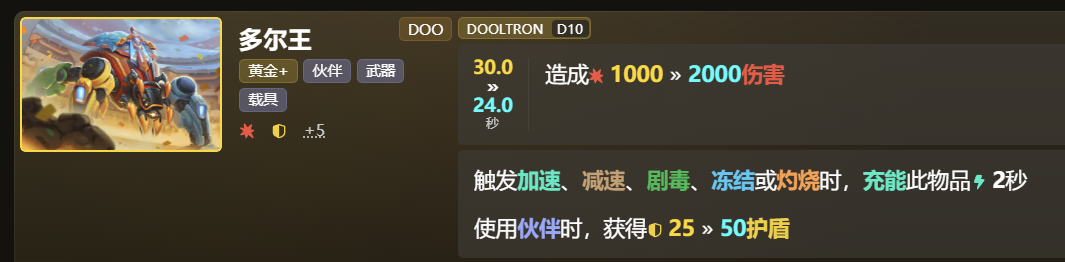 多尔王
DOO
黄金+
伙伴
武器
载具
+5
DOOLTRON D10
30.0
»
24.0
秒
造成 1000 » 2000伤害
触发加速、减速、剧毒、冻结或灼烧时，充能此物品 2秒
使用伙伴时，获得 25 » 50护盾